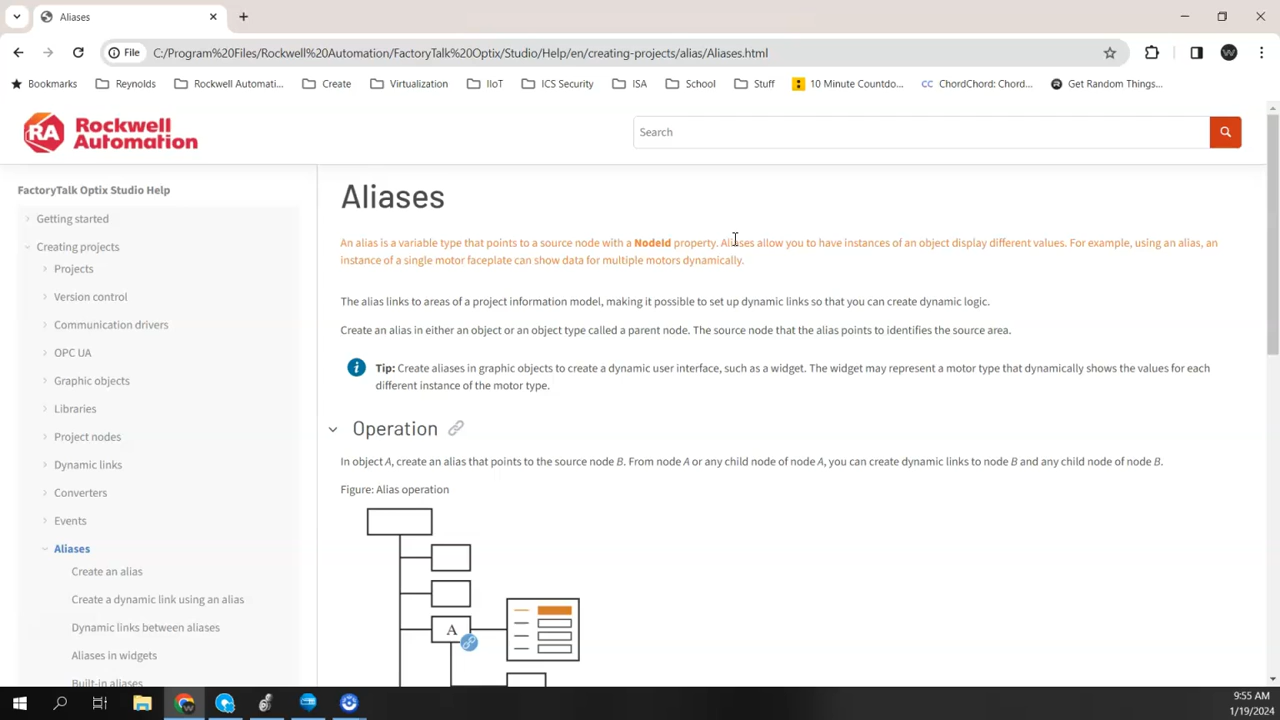 Aliases
File
C:/Program%20Files/Rockwell%20Automation/FactoryTalk%20Optix/Studio/Help/en/creating-projects/alias/Aliases.html
Bookmarks Reynolds Rockwell Automati... Create Virtualization IIoT ICS Security ISA School Stuff 10 Minute Countdo... CC ChordChord: Chord... Get Random Things...
RA Rockwell
Automation
Search
FactoryTalk Optix Studio Help
Getting started
Creating projects
Projects
Version control
Communication drivers
OPC UA
Graphic objects
Libraries
Project nodes
Dynamic links
Converters
Events
Aliases
Create an alias
Create a dynamic link using an alias
Dynamic links between aliases
Aliases in widgets
Built-in aliases
Aliases
An alias is a variable type that points to a source node with a NodeId property. Aliases allow you to have instances of an object display different values. For example, using an alias, an
instance of a single motor faceplate can show data for multiple motors dynamically.
The alias links to areas of a project information model, making it possible to set up dynamic links so that you can create dynamic logic.
Create an alias in either an object or an object type called a parent node. The source node that the alias points to identifies the source area.
Tip: Create aliases in graphic objects to create a dynamic user interface, such as a widget. The widget may represent a motor type that dynamically shows the values for each
different instance of the motor type.
Operation
In object A, create an alias that points to the source node B. From node A or any child node of node A, you can create dynamic links to node B and any child node of node B.
Figure: Alias operation
A
9:55 AM
1/19/2024